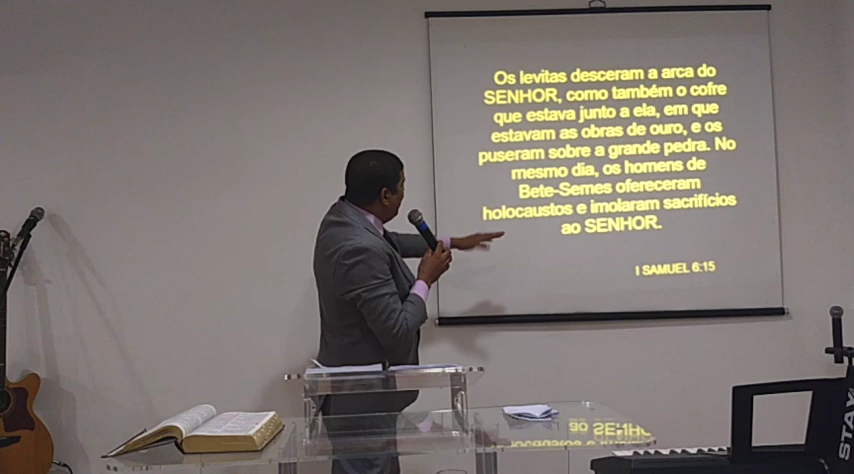 Os levitas desceram a arca do
SENHOR, como também o cofre
que estava junto a ela, em que
estavam as obras de ouro, e os
puseram sobre a grande pedra. No
mesmo dia, os homens de
Bete-Semes ofereceram
holocaustos e imolaram sacrifícios
ao SENHOR.
I SAMUEL 6:15
STAY